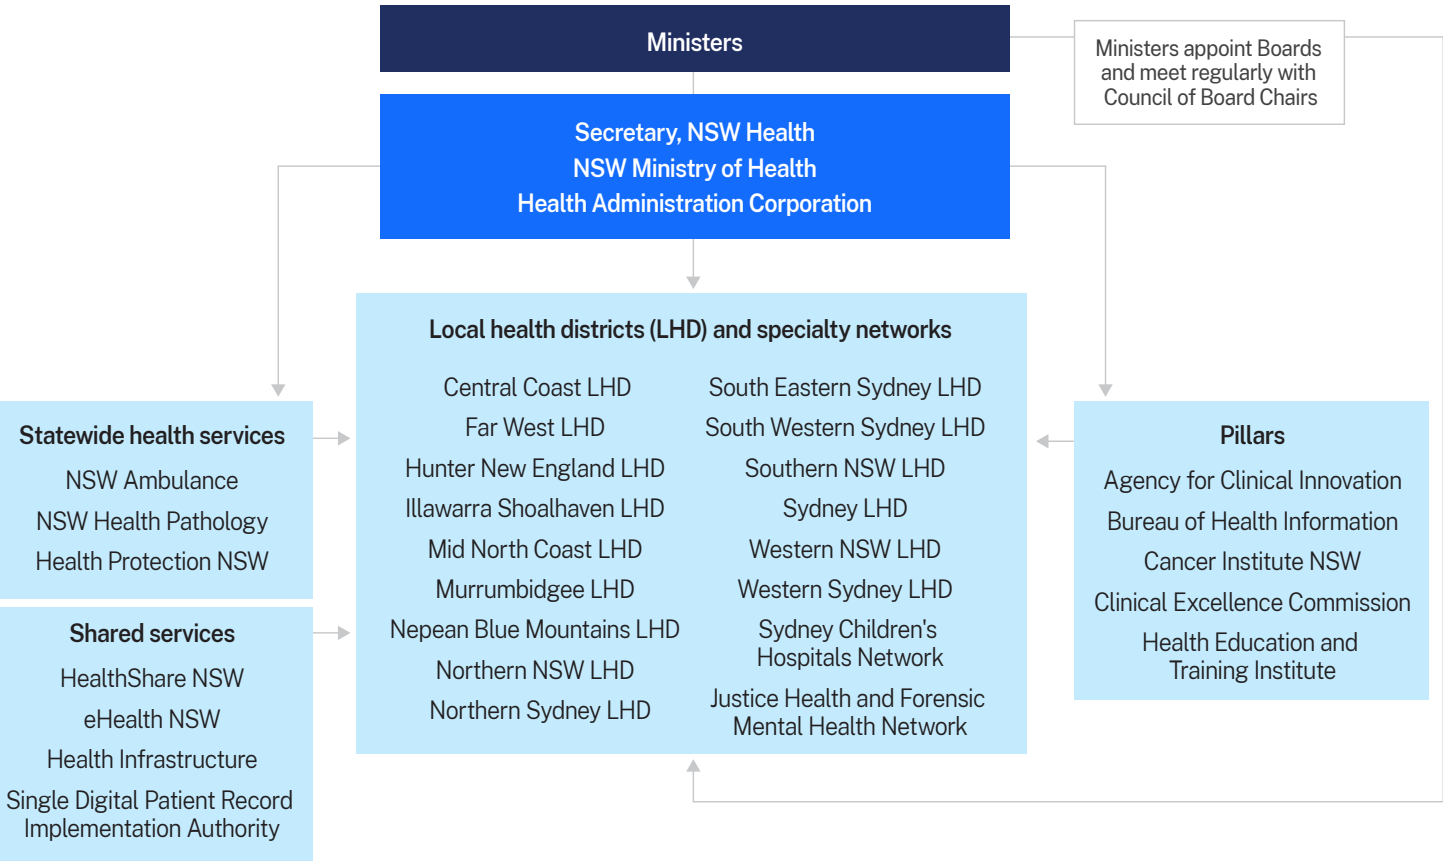 Ministers
Ministers appoint Boards
and meet regularly with
Council of Board Chairs
Secretary, NSW Health
NSW Ministry of Health
Health Administration Corporation
Local health districts (LHD) and specialty networks
Central Coast LHD
Far West LHD
Hunter New England LHD
Illawarra Shoalhaven LHD
Mid North Coast LHD
Murrumbidgee LHD
Nepean Blue Mountains LHD
Northern NSW LHD
Northern Sydney LHD
South Eastern Sydney LHD
South Western Sydney LHD
Southern NSW LHD
Sydney LHD
Western NSW LHD
Western Sydney LHD
Sydney Children's
Hospitals Network
Justice Health and Forensic
Mental Health Network
Statewide health services
NSW Ambulance
NSW Health Pathology
Health Protection NSW
Shared services
HealthShare NSW
eHealth NSW
Health Infrastructure
Single Digital Patient Record
Implementation Authority
Pillars
Agency for Clinical Innovation
Bureau of Health Information
Cancer Institute NSW
Clinical Excellence Commission
Health Education and
Training Institute